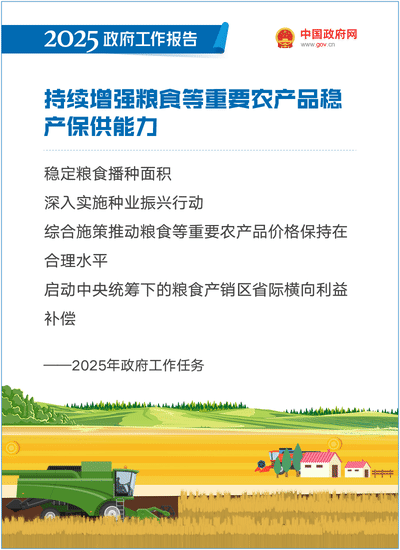 2025 政府工作报告
中国政府网
www.gov.cn
持续增强粮食等重要农产品稳
产保供能力
稳定粮食播种面积
深入实施种业振兴行动
综合施策推动粮食等重要农产品价格保持在
合理水平
启动中央统筹下的粮食产销区省际横向利益
补偿
——2025年政府工作任务